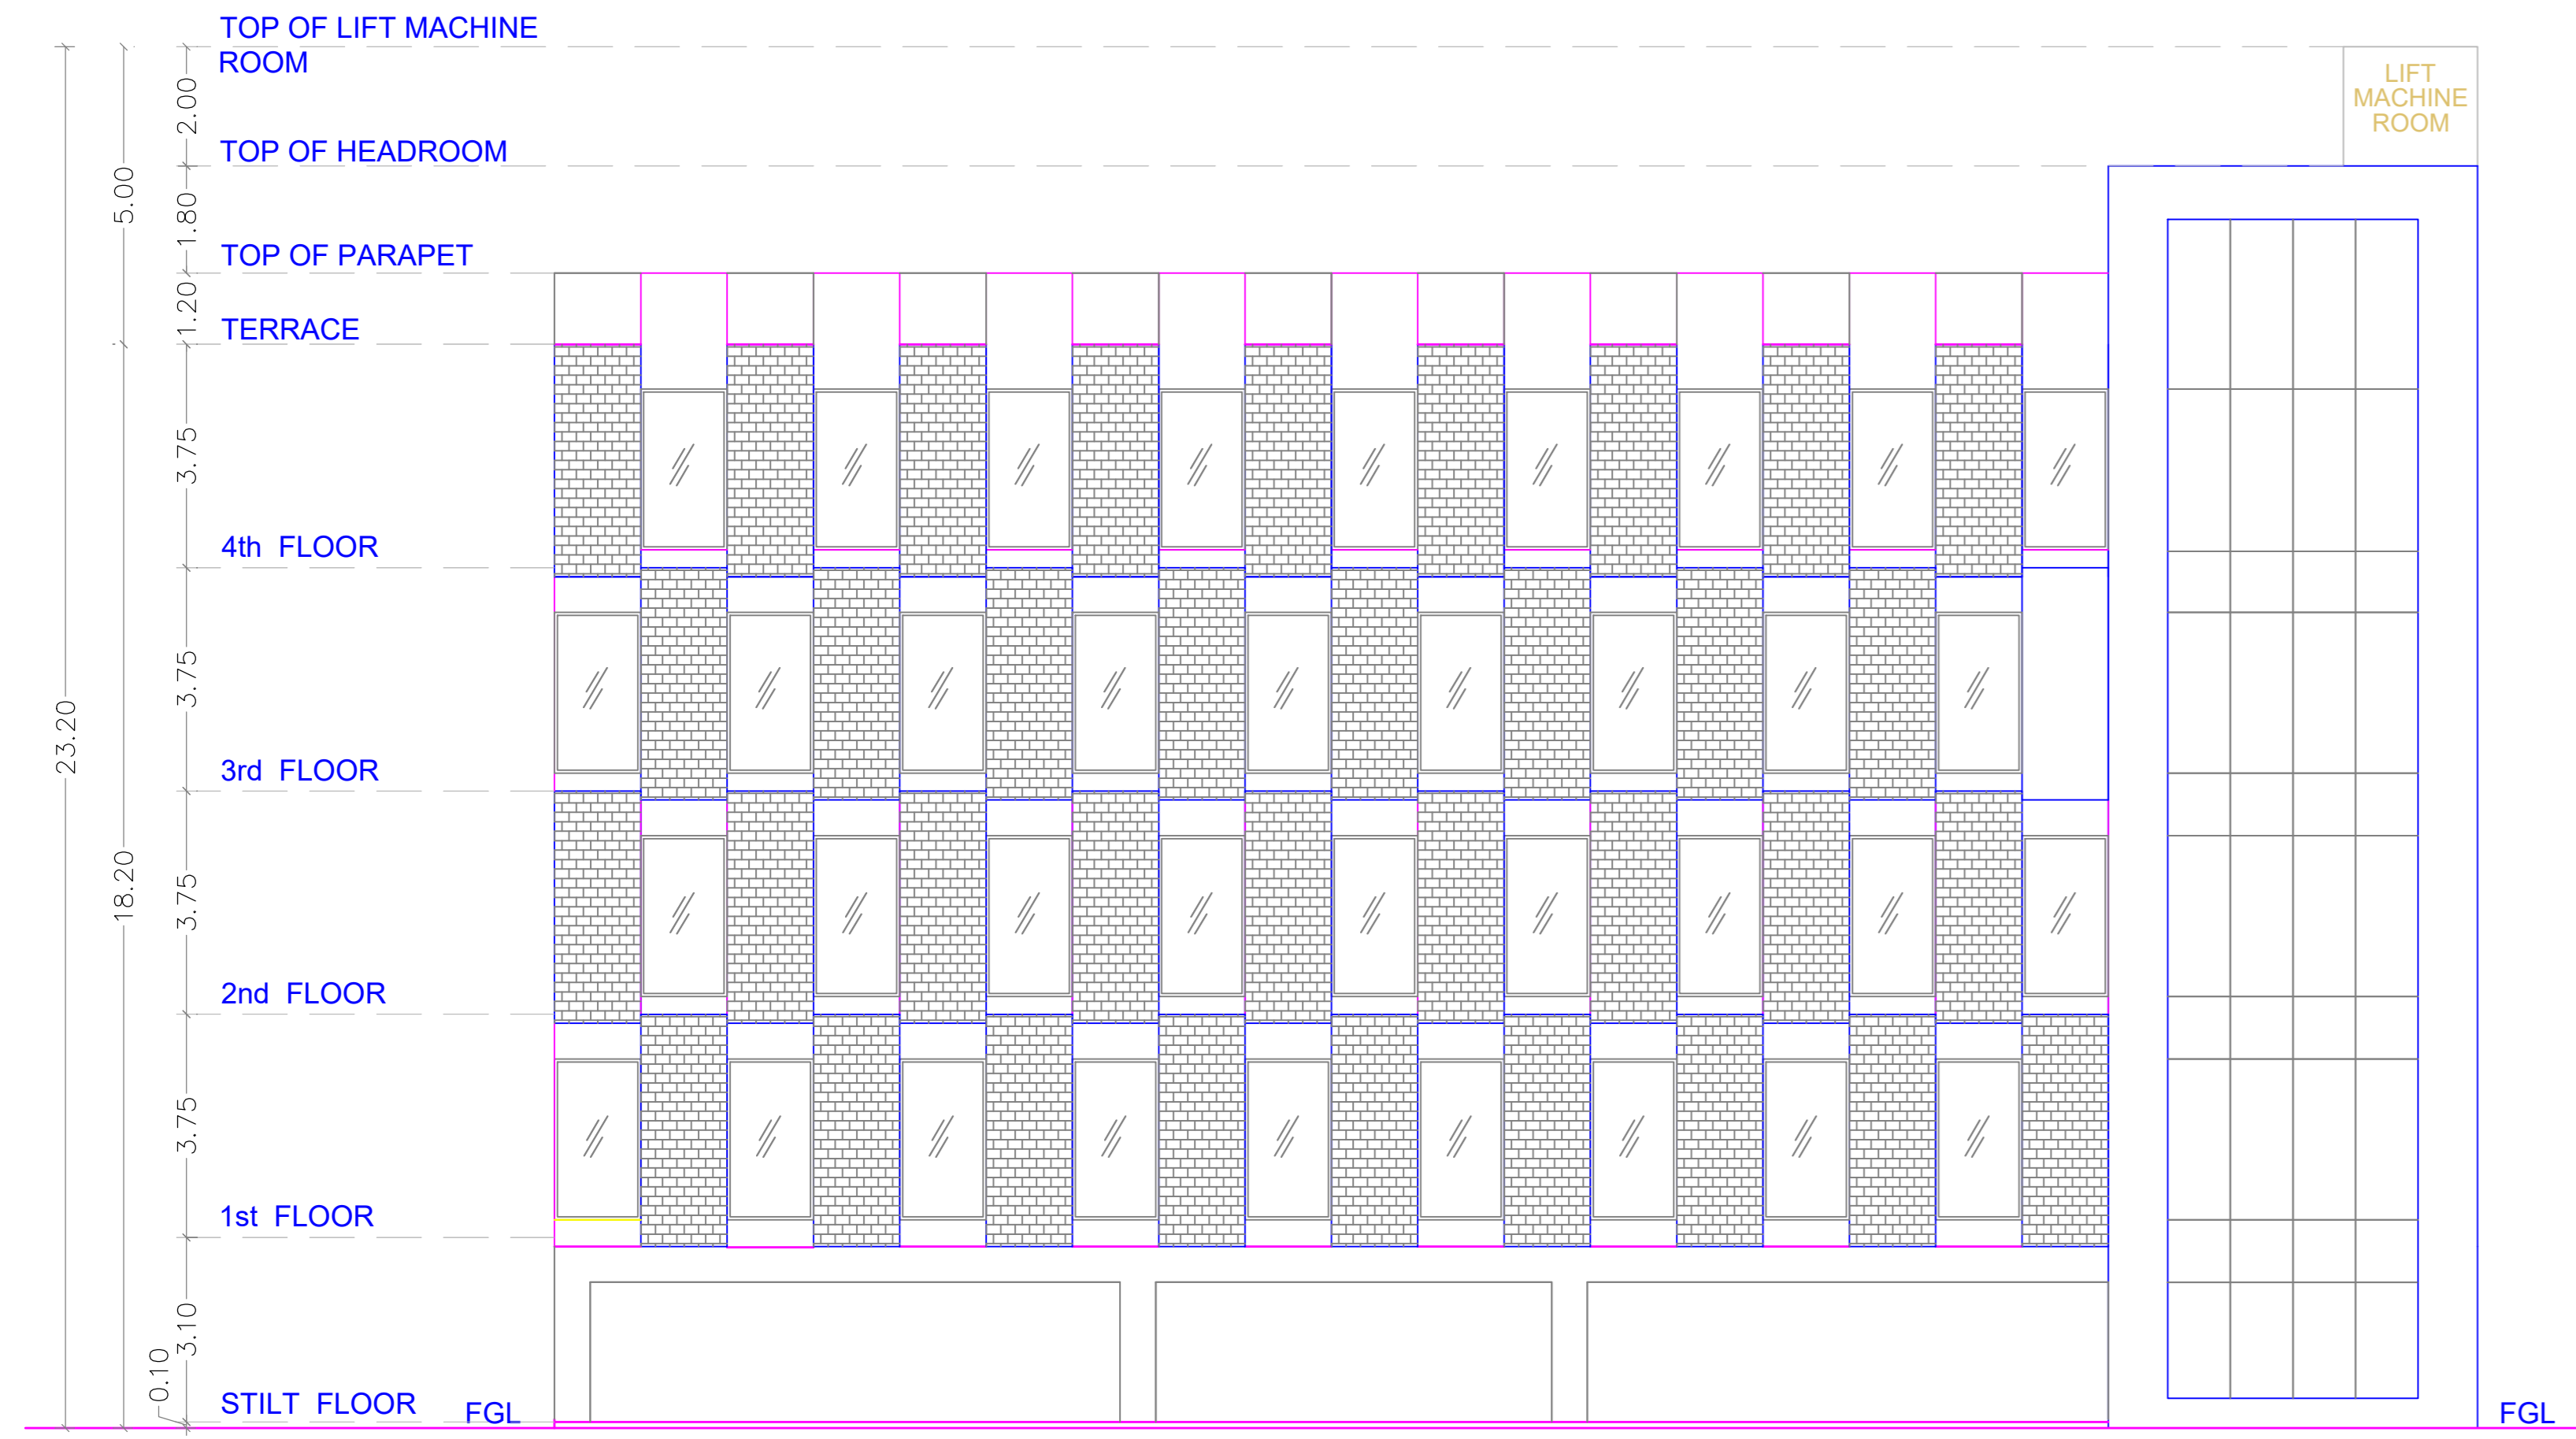 TOP OF LIFT MACHINE
ROOM
LIFT
MACHINE
ROOM
2.00
TOP OF HEADROOM
5.00
1.80
TOP OF PARAPET
1.20
TERRACE
3.75
4th FLOOR
3.75
23.20
3rd FLOOR
18.20
3.75
2nd FLOOR
3.75
1st FLOOR
3.10
0.10
STILT FLOOR
FGL
FGL